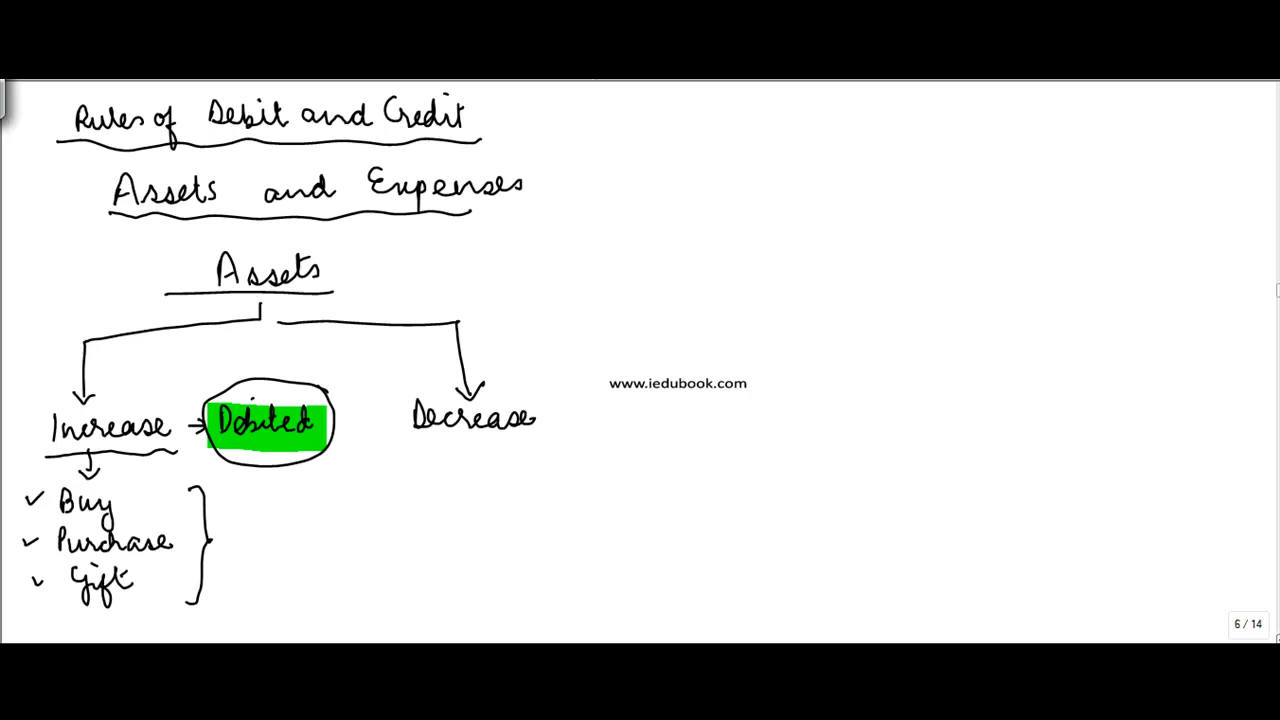 Rules of Debit and Credit
Assets and Expenses
Assets
Increase → Debited
Decrease
www.iedubook.com
✓ Buy
✓ Purchase
✓ Gift
6 / 14